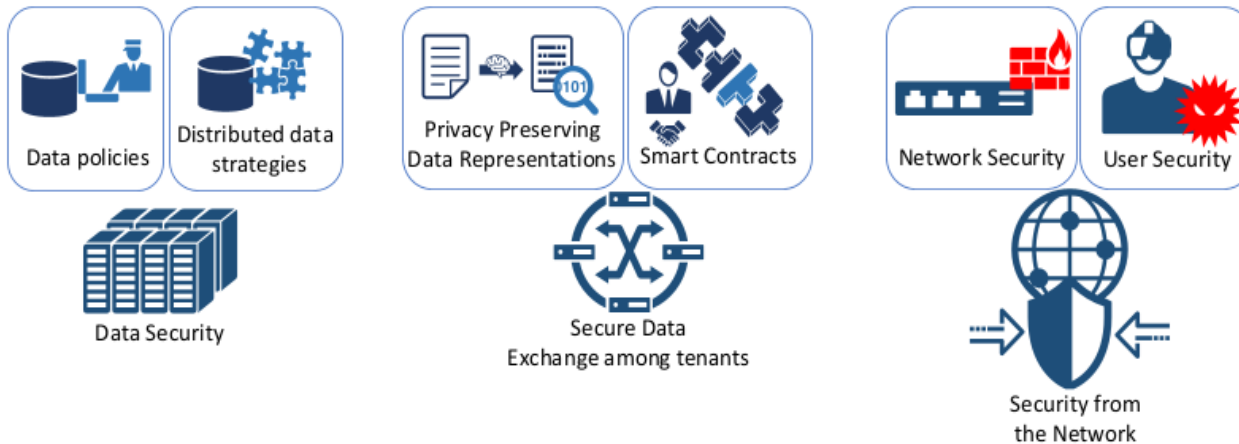 Data policies
Distributed data
strategies
Data Security
0101
Privacy Preserving
Data Representations
Smart Contracts
Secure Data
Exchange among tenants
Network Security
User Security
Security from
the Network